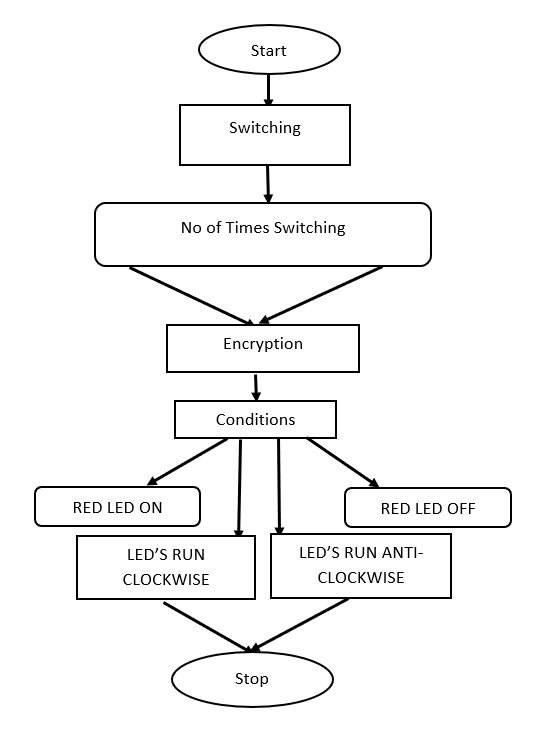 Start
Switching
No of Times Switching
Encryption
Conditions
RED LED ON
RED LED OFF
LED’S RUN
CLOCKWISE
LED’S RUN ANTI-
CLOCKWISE
Stop